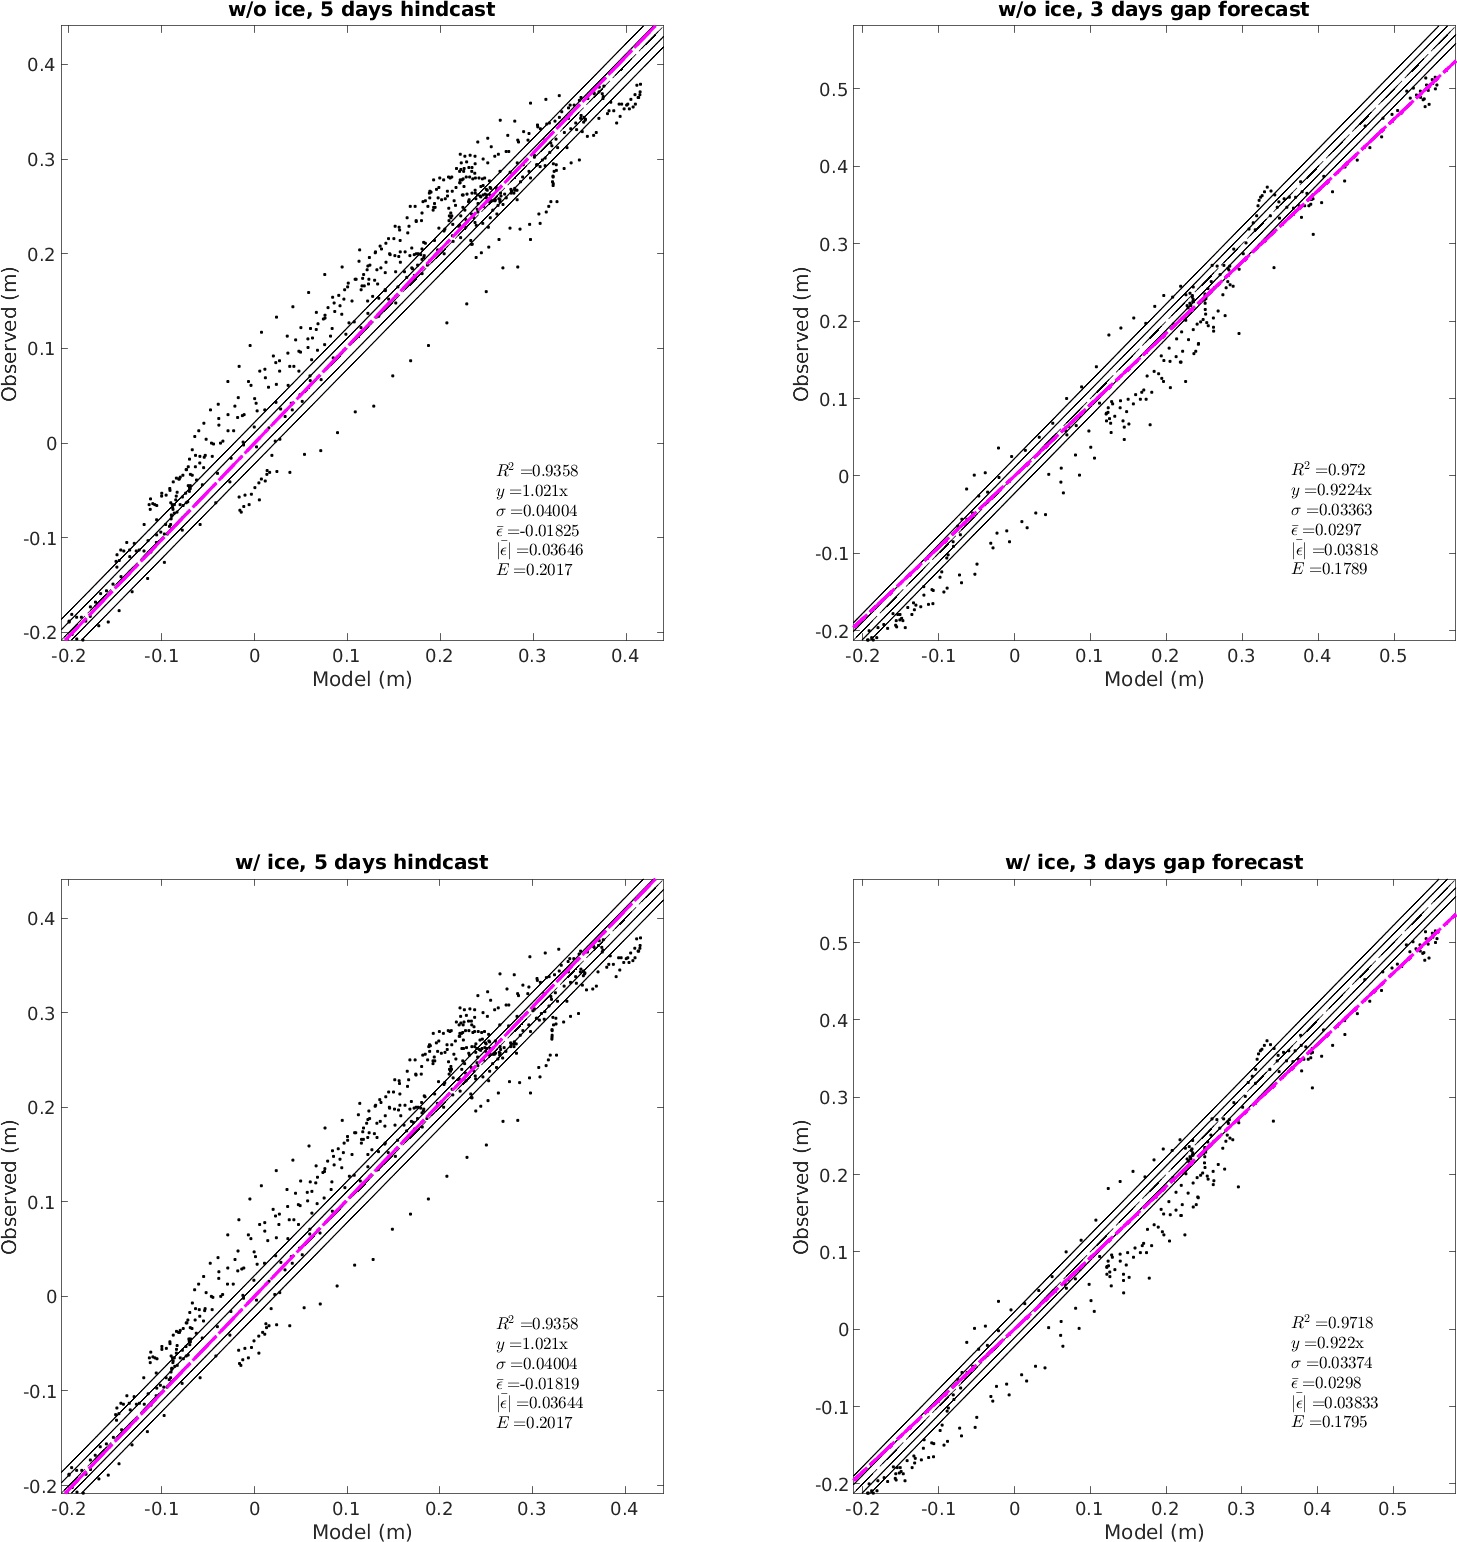 w/o ice, 5 days hindcast
0.4
0.3
0.2
0.1
0
-0.1
-0.2
Observed (m)
R² =0.9358
y =1.021x
σ =0.04004
ε̄ =-0.01825
|ε̄| =0.03646
E =0.2017
-0.2 -0.1 0 0.1 0.2 0.3 0.4
Model (m)
w/o ice, 3 days gap forecast
0.5
0.4
0.3
0.2
0.1
0
-0.1
-0.2
Observed (m)
R² =0.972
y =0.9224x
σ =0.03363
ε̄ =0.0297
|ε̄| =0.03818
E =0.1789
-0.2 -0.1 0 0.1 0.2 0.3 0.4 0.5
Model (m)
w/ ice, 5 days hindcast
0.4
0.3
0.2
0.1
0
-0.1
-0.2
Observed (m)
R² =0.9358
y =1.021x
σ =0.04004
ε̄ =-0.01819
|ε̄| =0.03644
E =0.2017
-0.2 -0.1 0 0.1 0.2 0.3 0.4
Model (m)
w/ ice, 3 days gap forecast
0.5
0.4
0.3
0.2
0.1
0
-0.1
-0.2
Observed (m)
R² =0.9718
y =0.922x
σ =0.03374
ε̄ =0.0298
|ε̄| =0.03833
E =0.1795
-0.2 -0.1 0 0.1 0.2 0.3 0.4 0.5
Model (m)